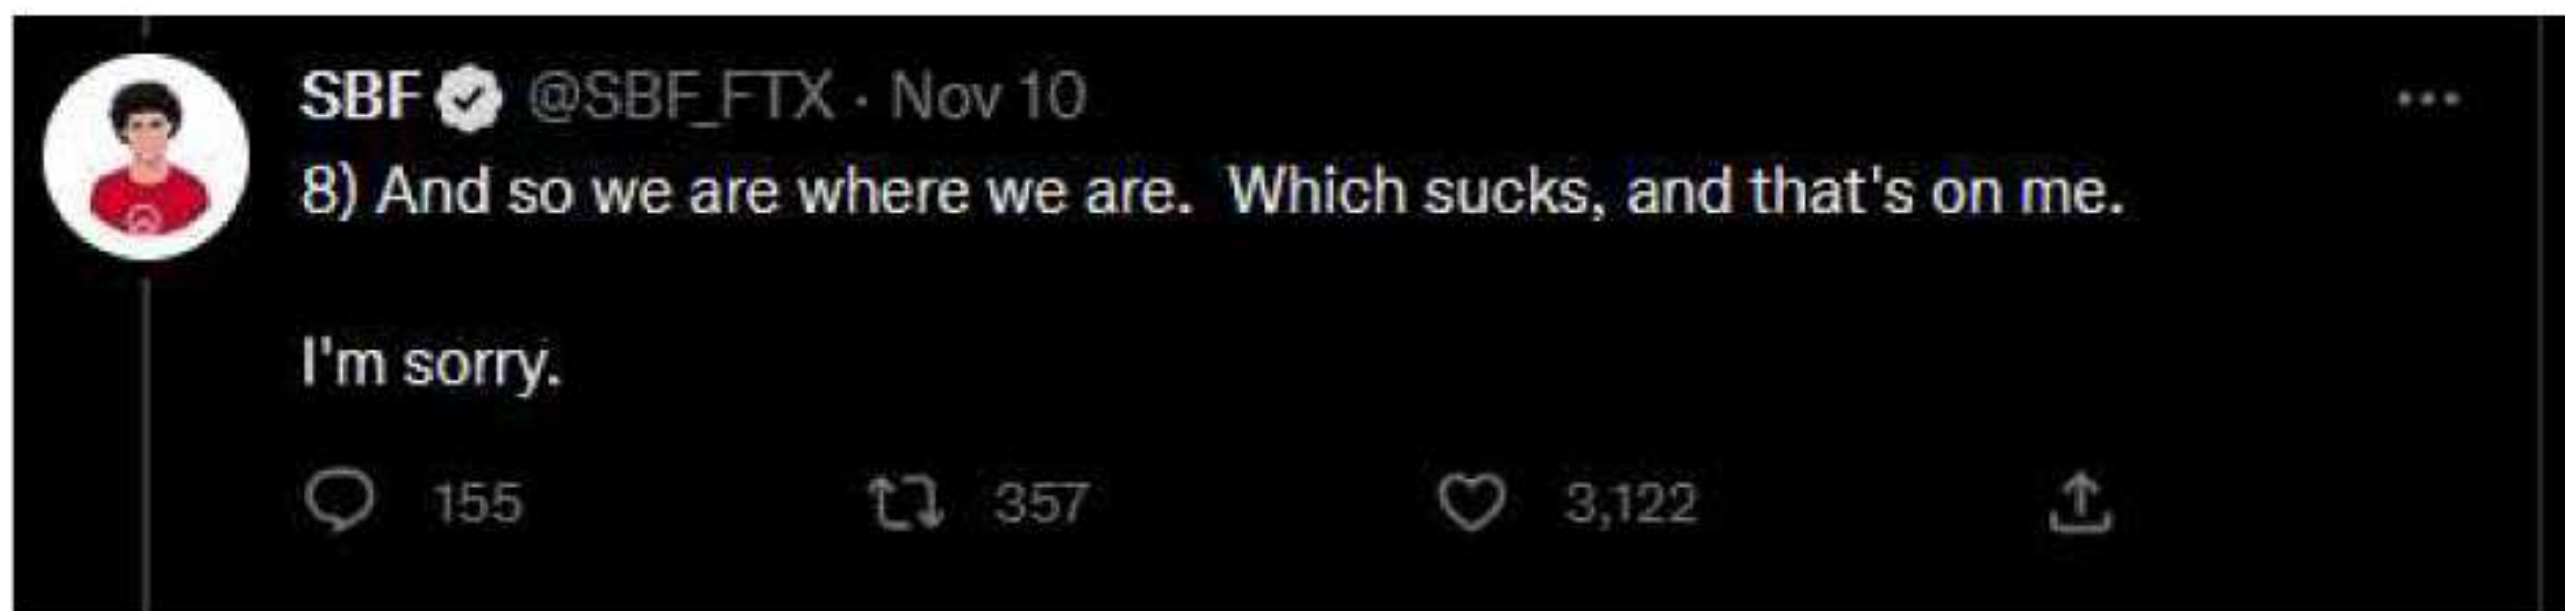 SBF @SBF_FTX · Nov 10
8) And so we are where we are.  Which sucks, and that's on me.
I'm sorry.
155 357 3,122